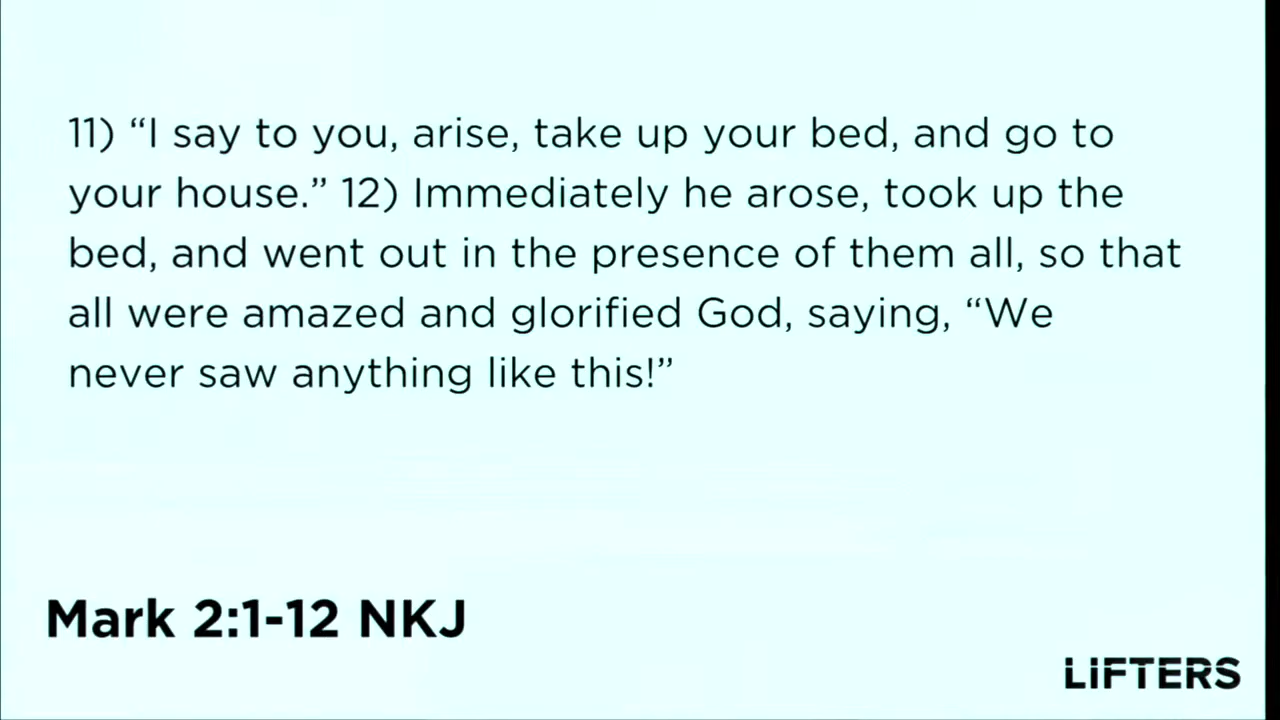 11) “I say to you, arise, take up your bed, and go to
your house.” 12) Immediately he arose, took up the
bed, and went out in the presence of them all, so that
all were amazed and glorified God, saying, “We
never saw anything like this!”
Mark 2:1-12 NKJ
LiFTERS